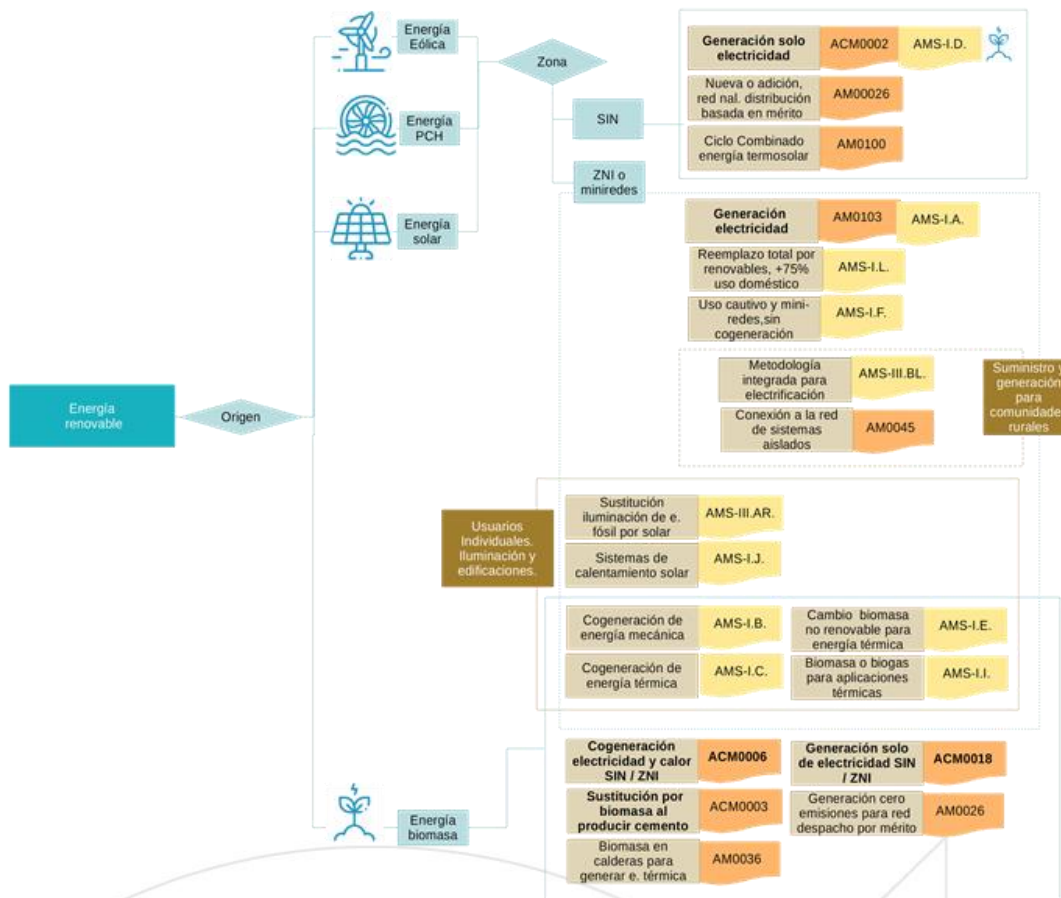 Energía
Eólica
Energía
PCH
Energía
solar
Zona
SIN
ZNI o
miniredes
Generación solo
electricidad
ACM0002
AMS-I.D.
Nueva o adición,
red nal. distribución
basada en mérito
AM00026
Ciclo Combinado
energía termosolar
AM0100
Generación
electricidad
AM0103
AMS-I.A.
Reemplazo total por
renovables, +75%
uso doméstico
AMS-I.L.
Uso cautivo y mini-
redes,sin
cogeneración
AMS-I.F.
Metodología
integrada para
electrificación
AMS-III.BL.
Conexión a la red
de sistemas
aislados
AM0045
Suministro y
generación
para
comunidade
rurales
Energía
renovable
Origen
Usuarios
Individuales.
Iluminación y
edificaciones.
Sustitución
iluminación de e.
fósil por solar
AMS-III.AR.
Sistemas de
calentamiento solar
AMS-I.J.
Cogeneración de
energía mecánica
AMS-I.B.
Cambio biomasa
no renovable para
energía térmica
AMS-I.E.
Cogeneración de
energía térmica
AMS-I.C.
Biomasa o biogas
para aplicaciones
térmicas
AMS-I.I.
Cogeneración
electricidad y calor
SIN / ZNI
ACM0006
Generación solo
de electricidad SIN
/ ZNI
ACM0018
Sustitución por
biomasa al
producir cemento
ACM0003
Generación cero
emisiones para red
despacho por mérito
AM0026
Biomasa en
calderas para
generar e. térmica
AM0036
Energía
biomasa